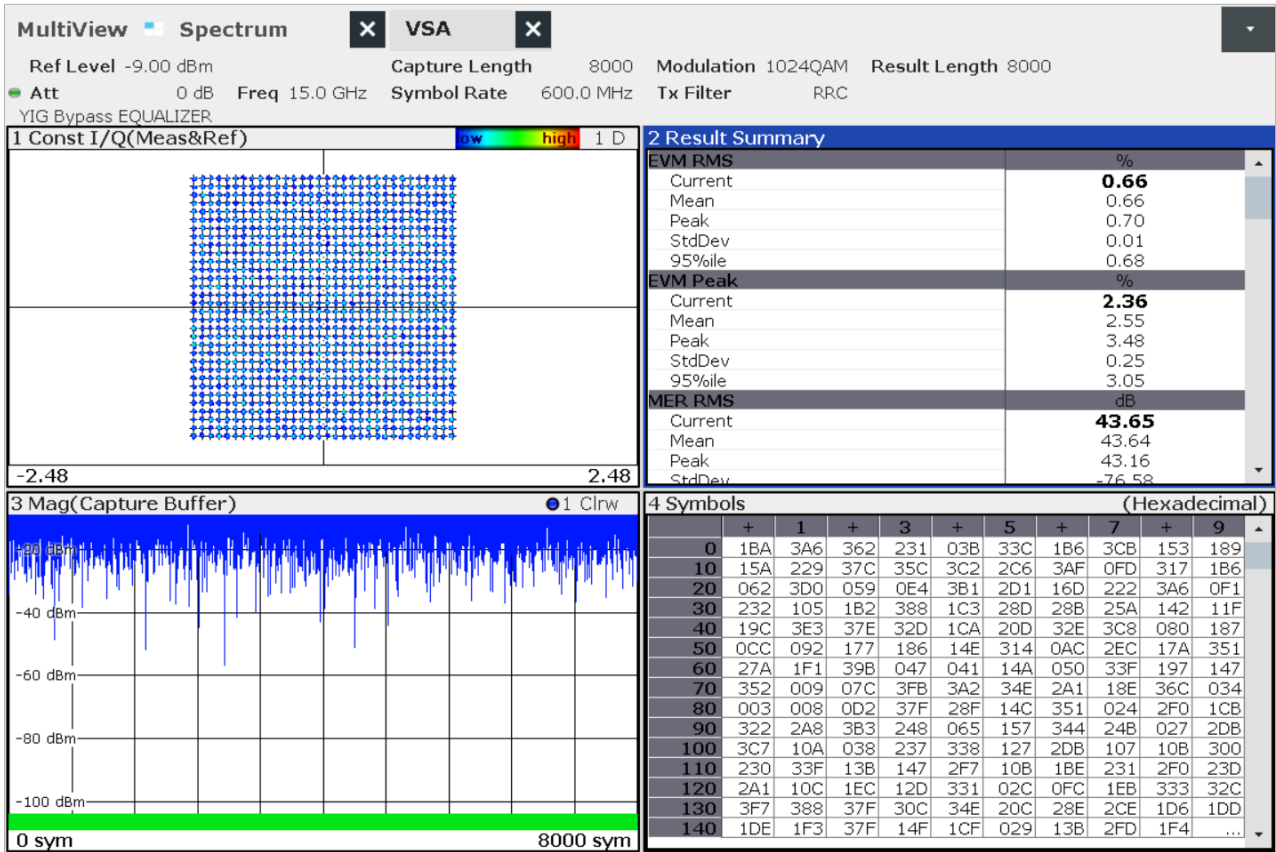 MultiView Spectrum X VSA X
Ref Level -9.00 dBm Capture Length 8000 Modulation 1024QAM Result Length 8000
Att 0 dB Freq 15.0 GHz Symbol Rate 600.0 MHz Tx Filter RRC
YIG Bypass EQUALIZER
1 Const I/Q(Meas&Ref) low high 1 D
-2.48 2.48
2 Result Summary
EVM RMS %
Current 0.66
Mean 0.66
Peak 0.70
StdDev 0.01
95%ile 0.68
EVM Peak %
Current 2.36
Mean 2.55
Peak 3.48
StdDev 0.25
95%ile 3.05
MER RMS dB
Current 43.65
Mean 43.64
Peak 43.16
StdDev -76.58
3 Mag(Capture Buffer) 1 Clrw
-20 dBm
-40 dBm
-60 dBm
-80 dBm
-100 dBm
0 sym 8000 sym
4 Symbols (Hexadecimal)
+ 1 + 3 + 5 + 7 + 9
0 1BA 3A6 362 231 03B 33C 1B6 3CB 153 189
10 15A 229 37C 35C 3C2 2C6 3AF 0FD 317 1B6
20 062 3D0 059 0E4 3B1 2D1 16D 222 3A6 0F1
30 232 105 1B2 388 1C3 28D 28B 25A 142 11F
40 19C 3E3 37E 32D 1CA 20D 32E 3C8 080 187
50 0CC 092 177 186 14E 314 0AC 2EC 17A 351
60 27A 1F1 39B 047 041 14A 050 33F 197 147
70 352 009 07C 3FB 3A2 34E 2A1 18E 36C 034
80 003 008 0D2 37F 28F 14C 351 024 2F0 1CB
90 322 2A8 3B3 248 065 157 344 24B 027 2DB
100 3C7 10A 038 237 338 127 2DB 107 10B 300
110 230 33F 13B 147 2F7 10B 1BE 231 2F0 23D
120 2A1 10C 1EC 12D 331 02C 0FC 1EB 333 32C
130 3F7 388 37F 30C 34E 20C 28E 2CE 1D6 1DD
140 1DE 1F3 37F 14F 1CF 029 13B 2FD 1F4 ...